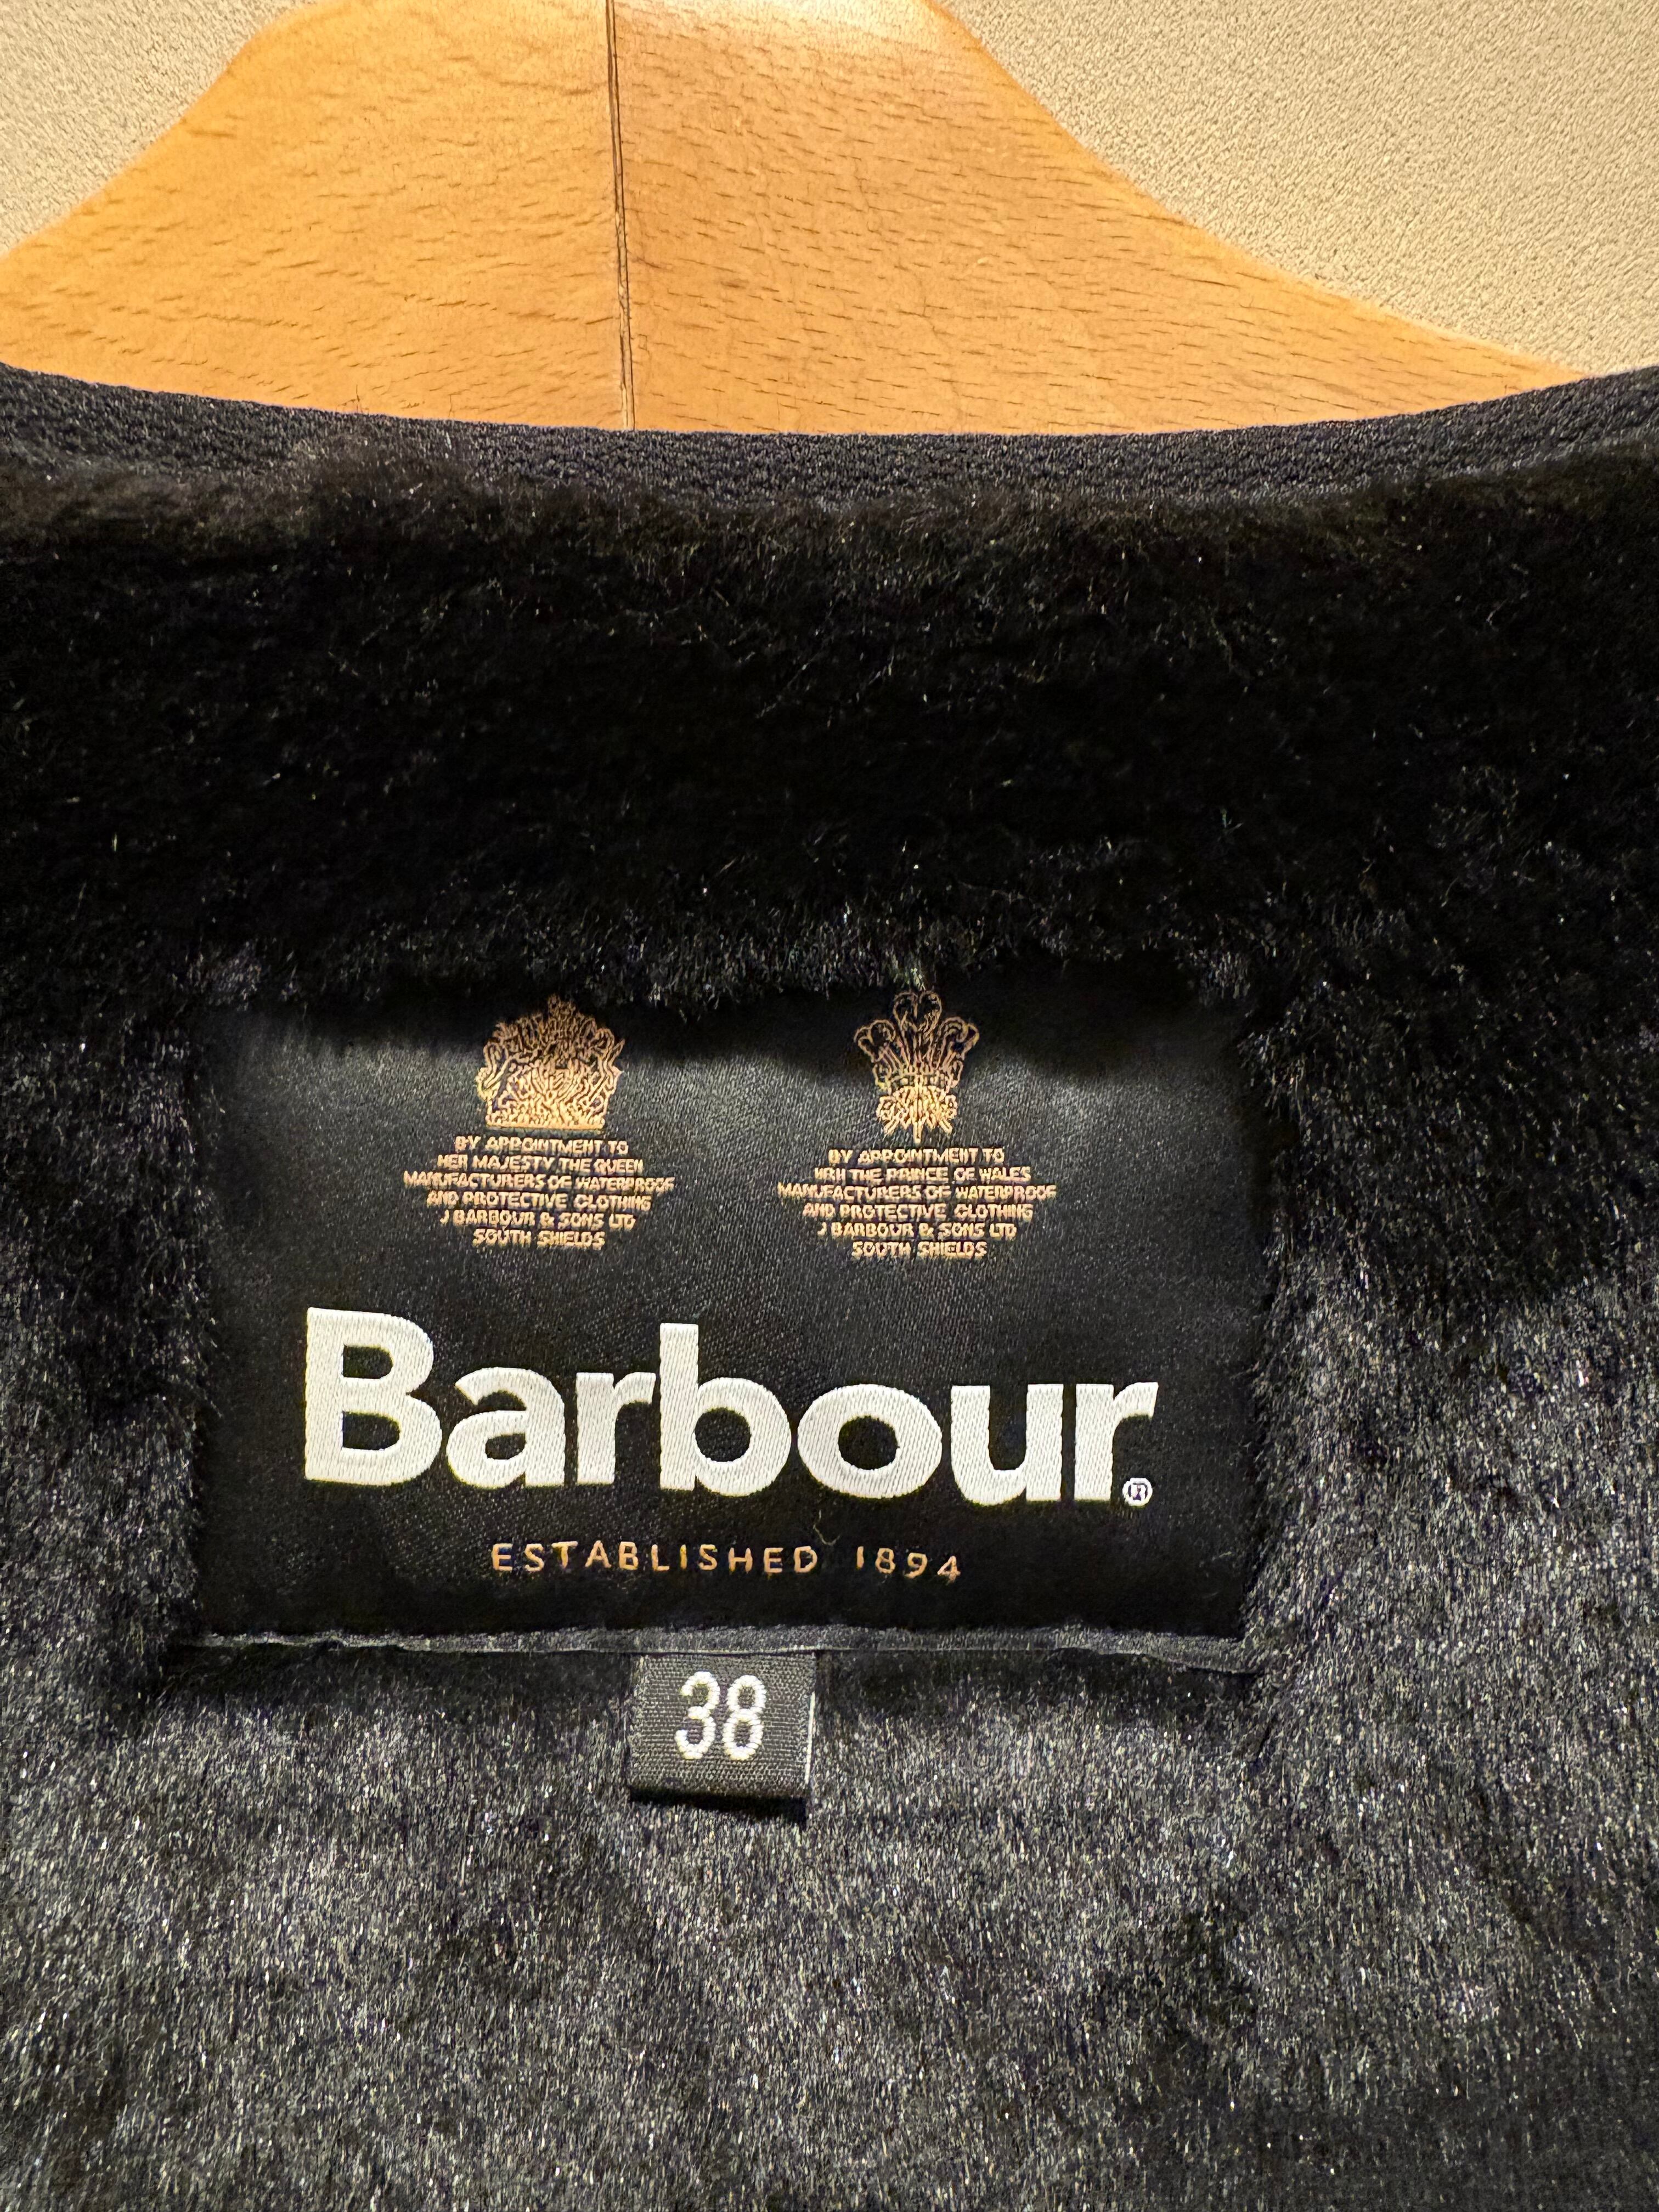 BY APPOINTMENT TO
HER MAJESTY THE QUEEN
MANUFACTURERS OF WATERPROOF
AND PROTECTIVE CLOTHING
J BARBOUR & SONS LTD
SOUTH SHIELDS
BY APPOINTMENT TO
HRH THE PRINCE OF WALES
MANUFACTURERS OF WATERPROOF
AND PROTECTIVE CLOTHING
J BARBOUR & SONS LTD
SOUTH SHIELDS
Barbour®
ESTABLISHED 1894
38